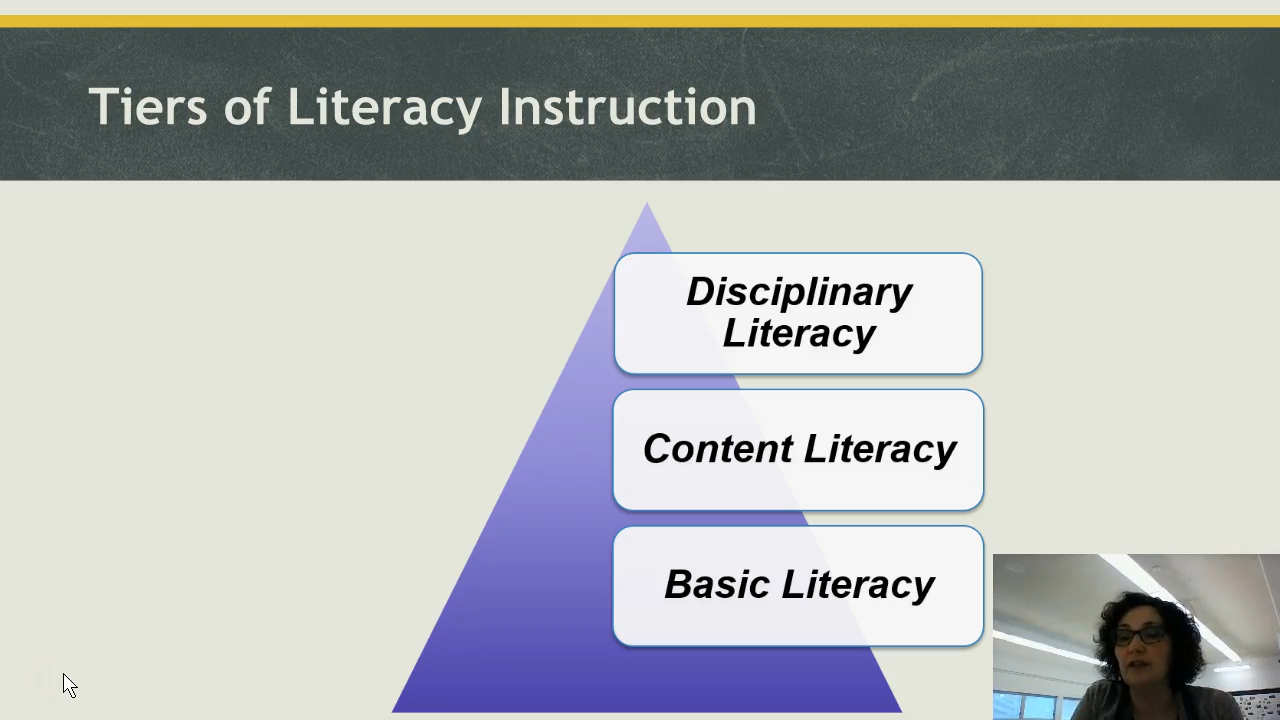 Tiers of Literacy Instruction
Disciplinary
Literacy
Content Literacy
Basic Literacy